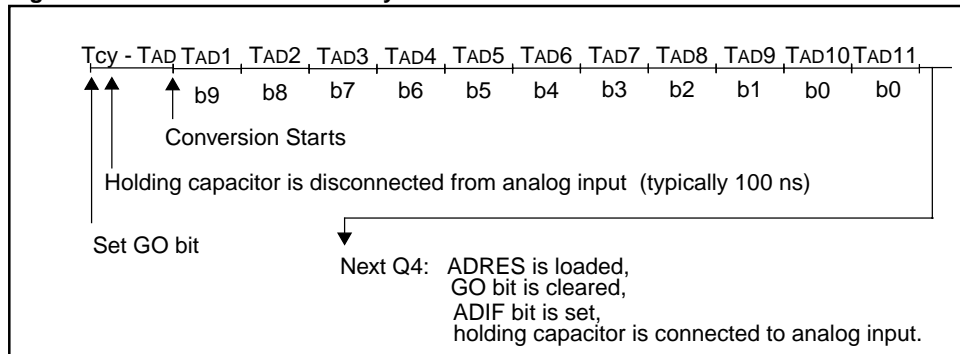 Tcy - TAD TAD1 TAD2 TAD3 TAD4 TAD5 TAD6 TAD7 TAD8 TAD9 TAD10 TAD11
b9 b8 b7 b6 b5 b4 b3 b2 b1 b0 b0
Conversion Starts
Holding capacitor is disconnected from analog input (typically 100 ns)
Set GO bit
Next Q4: ADRES is loaded,
GO bit is cleared,
ADIF bit is set,
holding capacitor is connected to analog input.